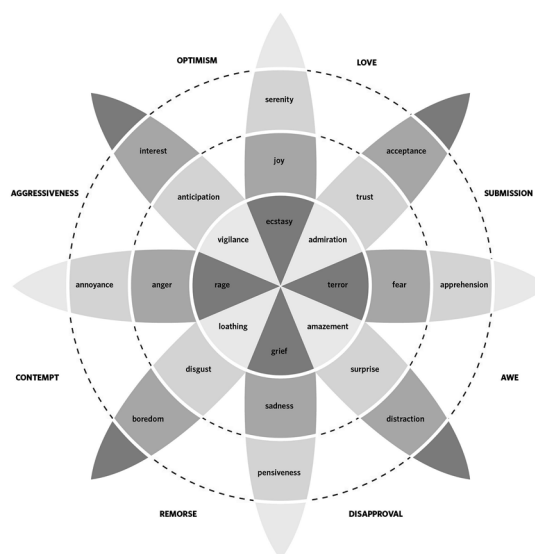 OPTIMISM
LOVE
serenity
interest
acceptance
joy
AGGRESSIVENESS
anticipation
trust
SUBMISSION
ecstasy
vigilance
admiration
annoyance
anger
rage
terror
fear
apprehension
loathing
amazement
grief
disgust
surprise
CONTEMPT
AWE
boredom
sadness
distraction
pensiveness
REMORSE
DISAPPROVAL